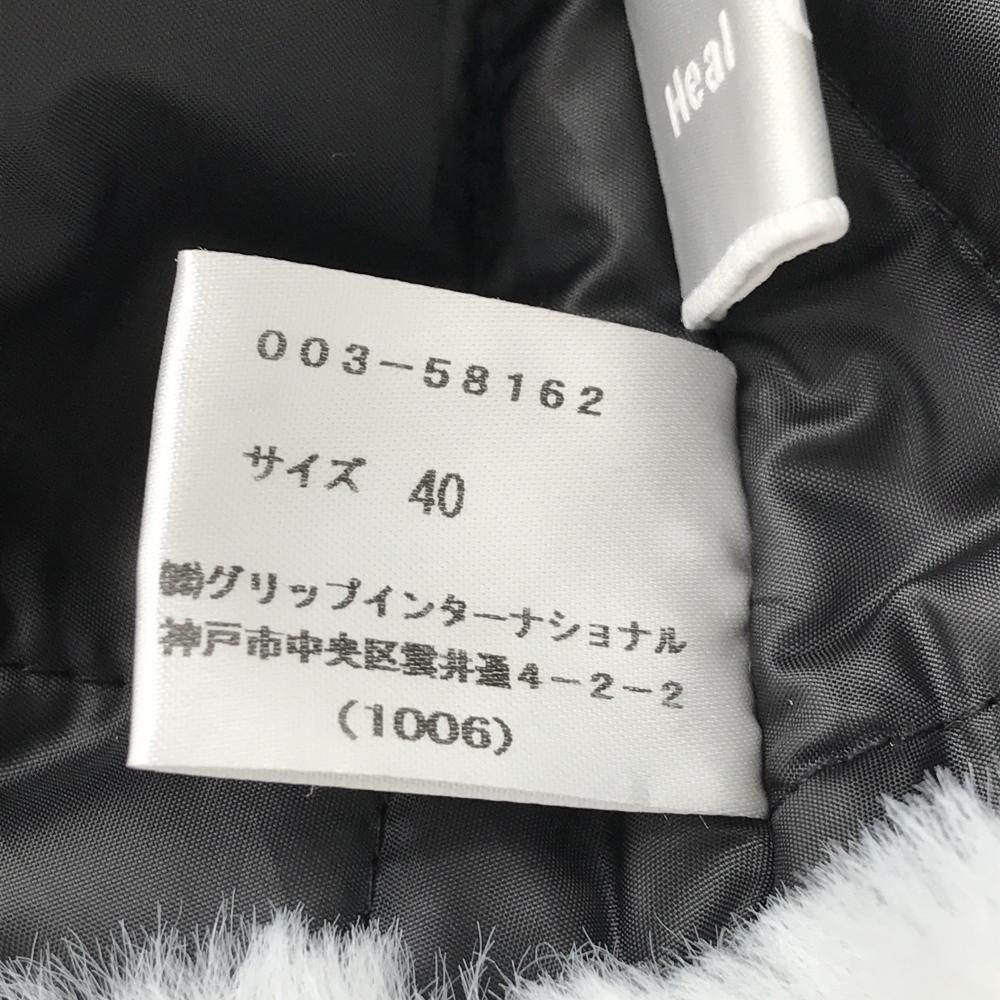 Heal
003-58162
サイズ 40
㈱グリップインターナショナル
神戸市中央区雲井通4-2-2
(1006)